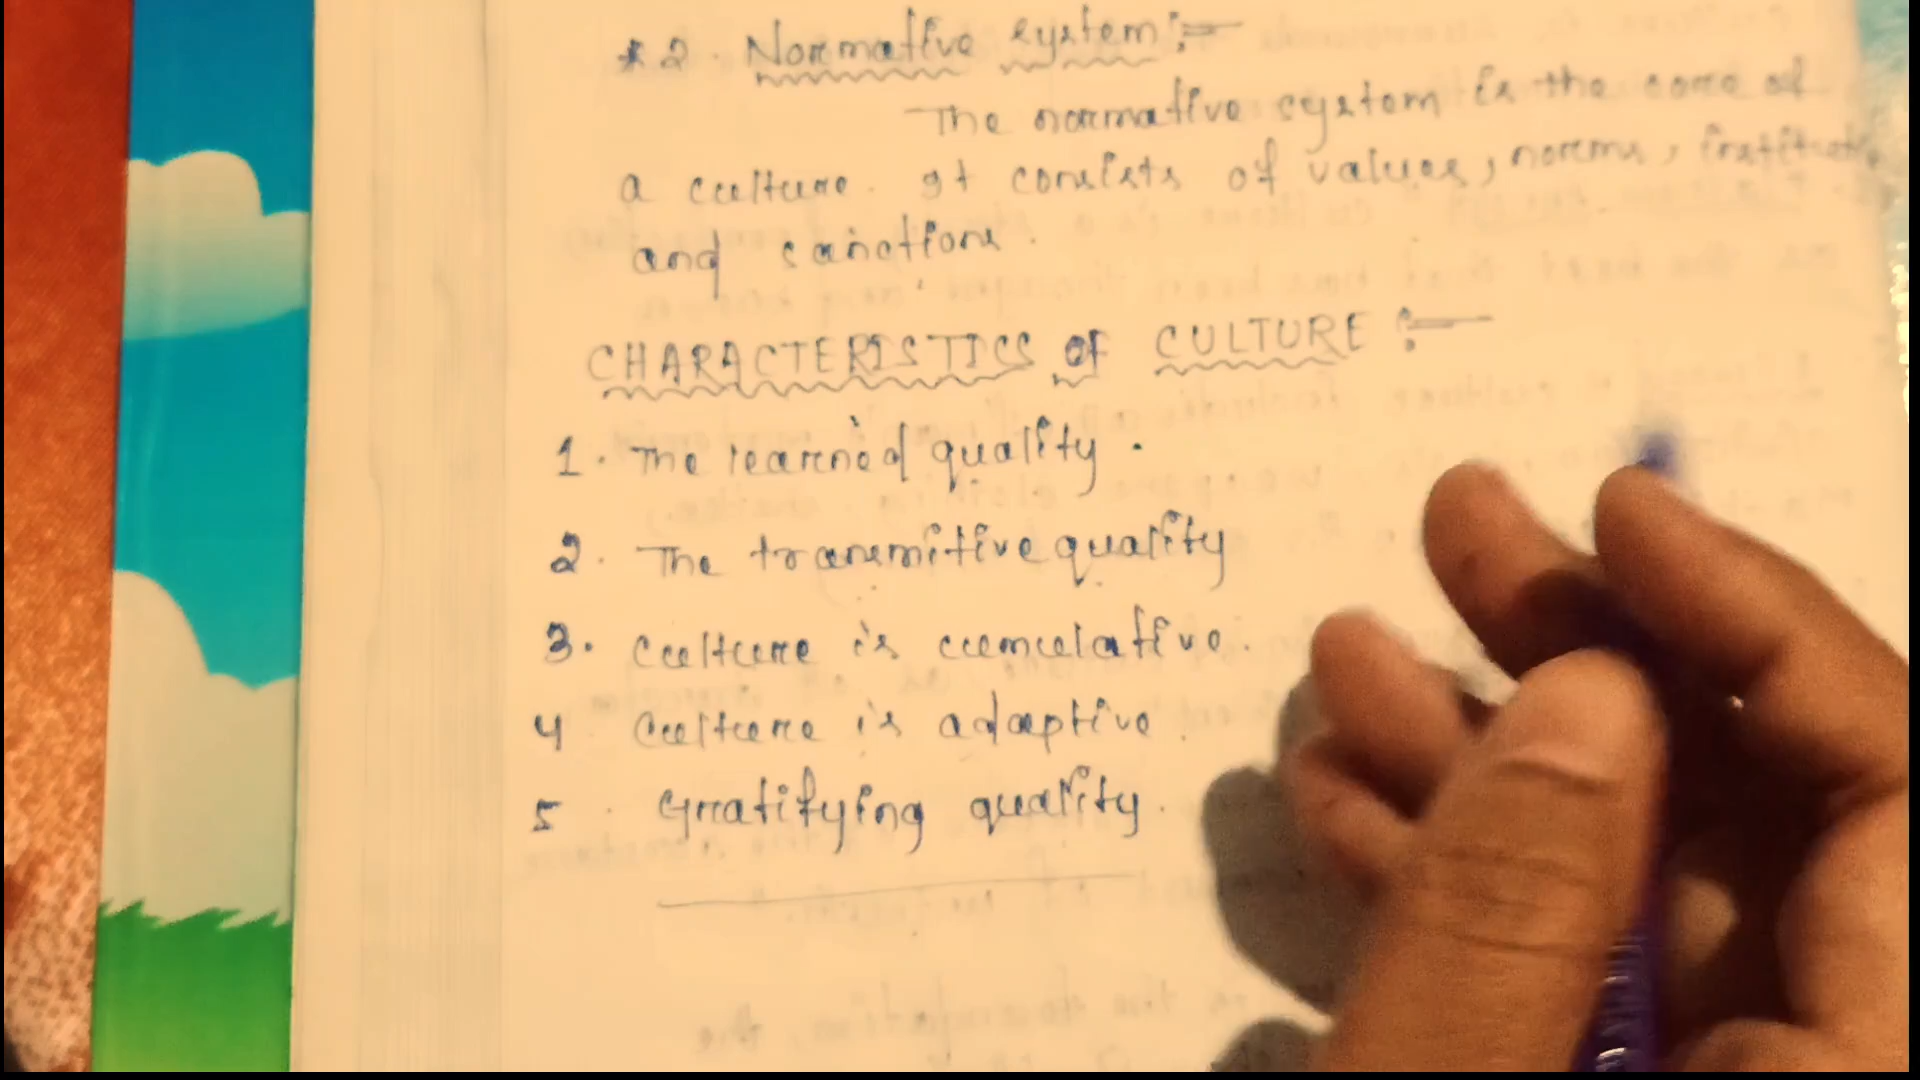 *2. Normative system :-
The normative system is the core of
a culture. It consists of values, norms,
and sanctions.
CHARACTERISTICS OF CULTURE :-
1. The learned quality.
2. The transmitive quality
3. Culture is cumulative.
4 Culture is adaptive.
5. Gratifying quality.